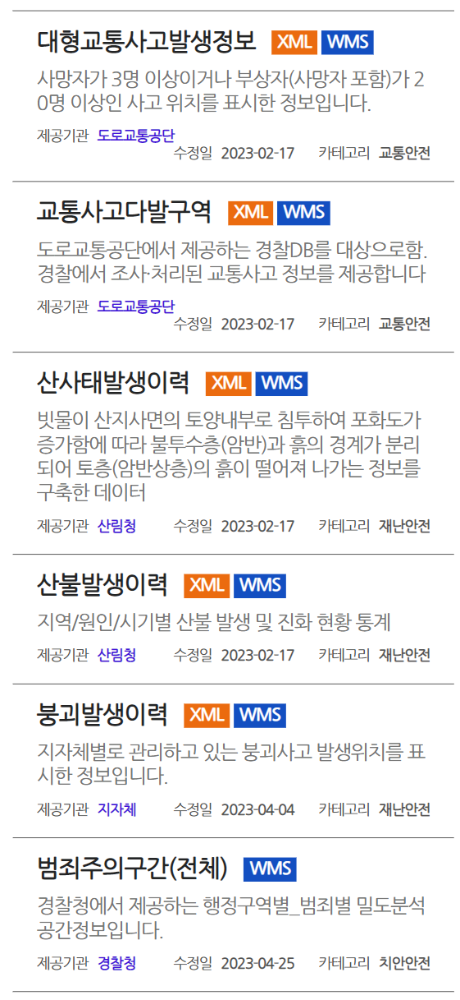 대형교통사고발생정보 XML WMS
사망자가 3명 이상이거나 부상자(사망자 포함)가 2
0명 이상인 사고 위치를 표시한 정보입니다.
제공기관 도로교통공단
수정일 2023-02-17 카테고리 교통안전
교통사고다발구역 XML WMS
도로교통공단에서 제공하는 경찰DB를 대상으로함.
경찰에서 조사·처리된 교통사고 정보를 제공합니다
제공기관 도로교통공단
수정일 2023-02-17 카테고리 교통안전
산사태발생이력 XML WMS
빗물이 산지사면의 토양내부로 침투하여 포화도가
증가함에 따라 불투수층(암반)과 흙의 경계가 분리
되어 토층(암반상층)의 흙이 떨어져 나가는 정보를
구축한 데이터
제공기관 산림청 수정일 2023-02-17 카테고리 재난안전
산불발생이력 XML WMS
지역/원인/시기별 산불 발생 및 진화 현황 통계
제공기관 산림청 수정일 2023-02-17 카테고리 재난안전
붕괴발생이력 XML WMS
지자체별로 관리하고 있는 붕괴사고 발생위치를 표
시한 정보입니다.
제공기관 지자체 수정일 2023-04-04 카테고리 재난안전
범죄주의구간(전체) WMS
경찰청에서 제공하는 행정구역별_범죄별 밀도분석
공간정보입니다.
제공기관 경찰청 수정일 2023-04-25 카테고리 치안안전